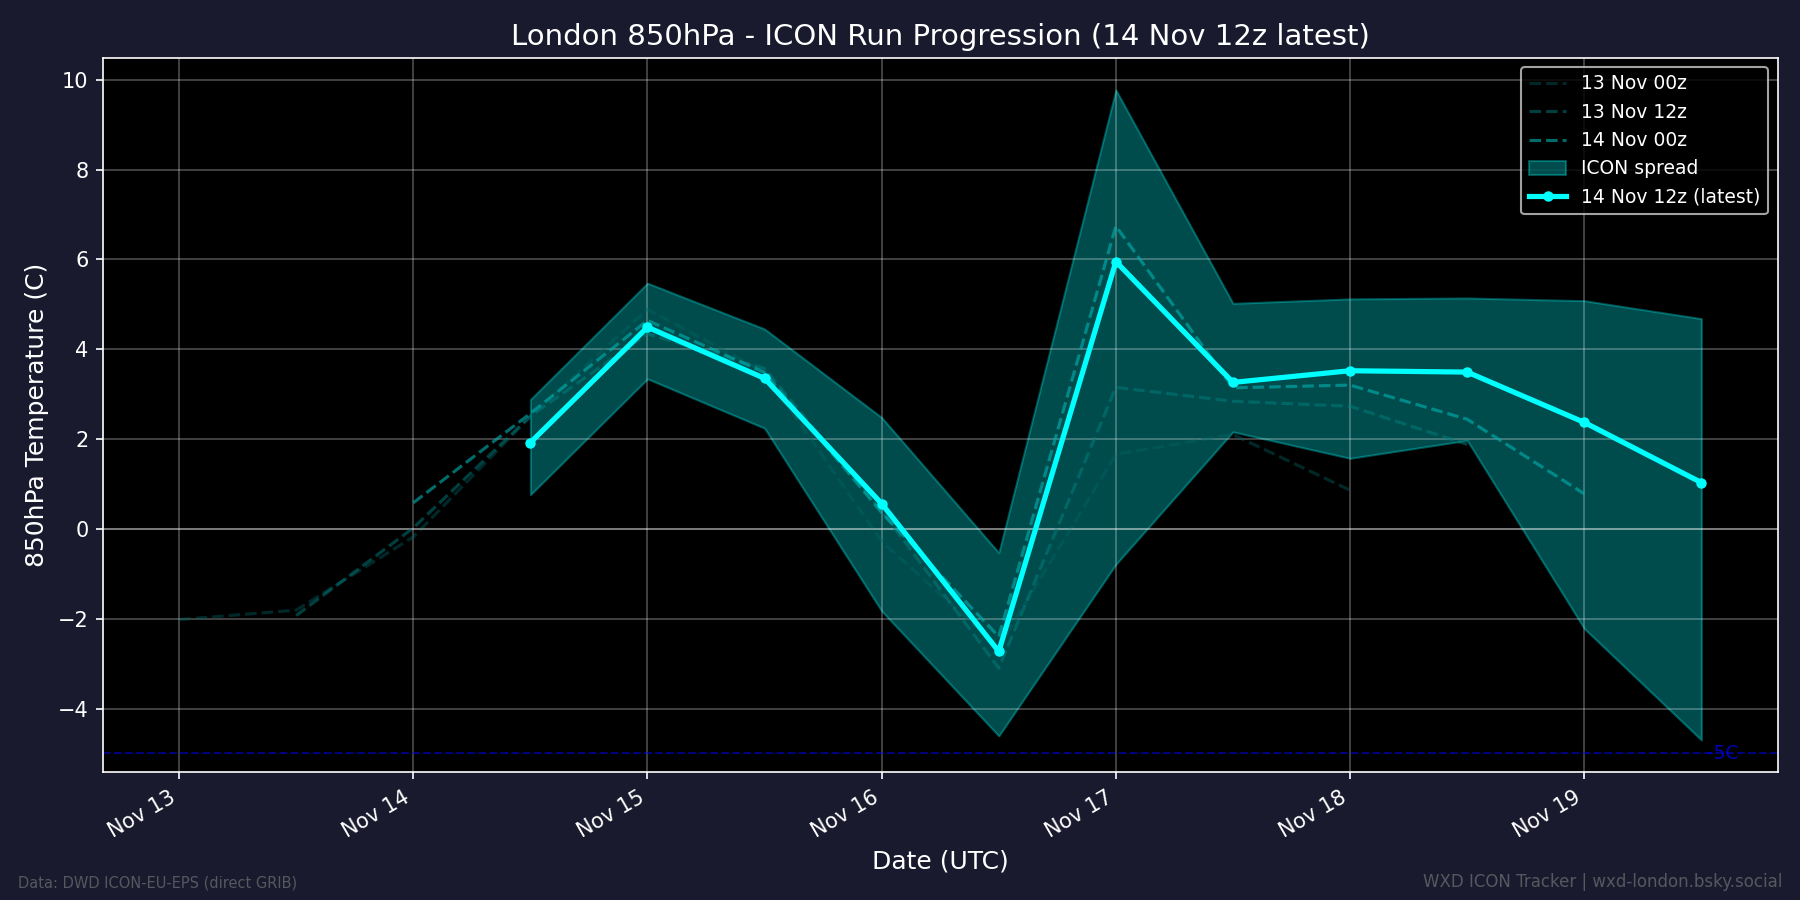 London 850hPa - ICON Run Progression (14 Nov 12z latest)
13 Nov 00z
13 Nov 12z
14 Nov 00z
ICON spread
14 Nov 12z (latest)
850hPa Temperature (C)
10
8
6
4
2
0
−2
−4
-5C
Nov 13
Nov 14
Nov 15
Nov 16
Nov 17
Nov 18
Nov 19
Date (UTC)
Data: DWD ICON-EU-EPS (direct GRIB)
WXD ICON Tracker | wxd-london.bsky.social